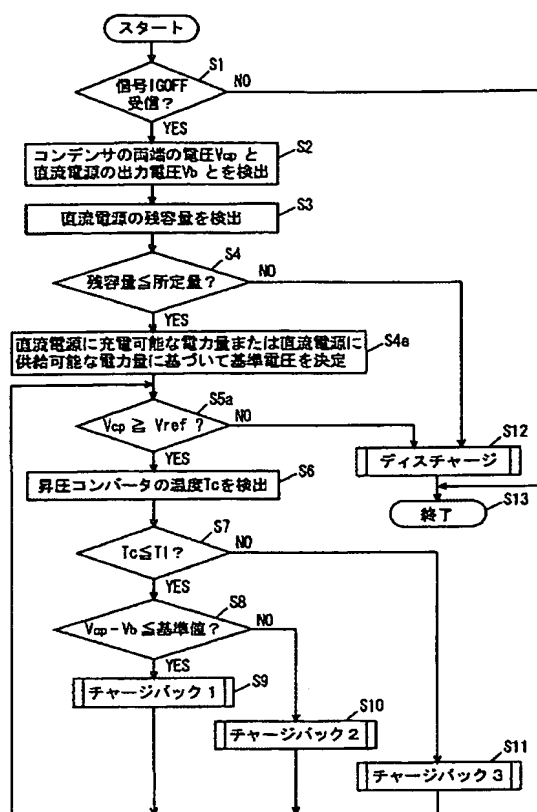 スタート
S1
信号IGOFF
受信?
NO
YES
S2
コンデンサの両端の電圧Vcpと
直流電源の出力電圧Vbとを検出
S3
直流電源の残容量を検出
S4
残容量≦所定量?
NO
YES
直流電源に充電可能な電力量または直流電源に
供給可能な電力量に基づいて基準電圧を決定
S4a
S5a
Vcp≧Vref?
NO
YES
S12
ディスチャージ
S6
昇圧コンバータの温度Tcを検出
S13
終了
S7
Tc≦Tl?
NO
YES
S8
Vcp-Vb≦基準値?
NO
YES
S9
チャージバック1
S10
チャージバック2
S11
チャージバック3